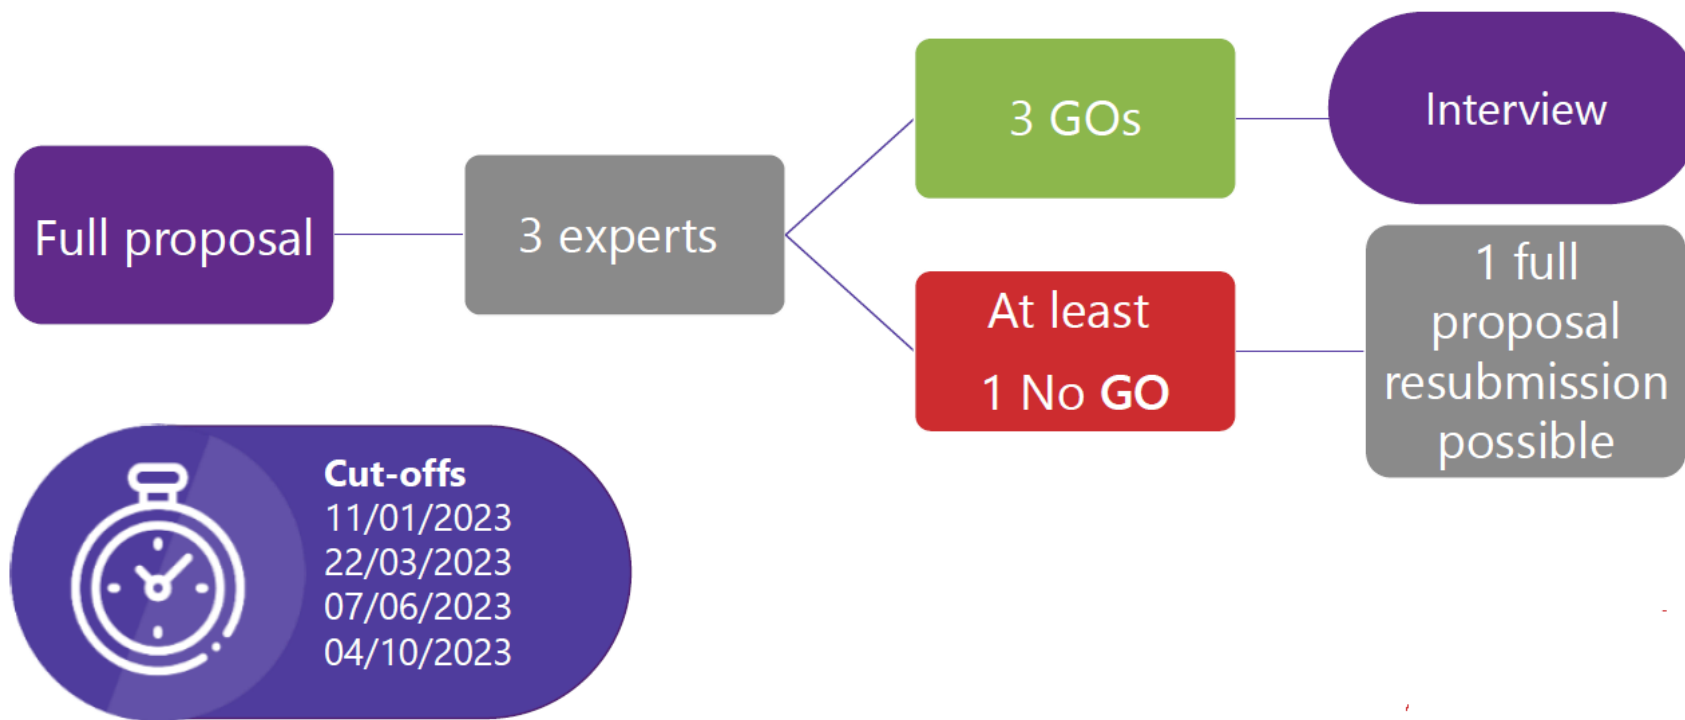 Full proposal
3 experts
3 GOs
Interview
At least
1 No GO
1 full
proposal
resubmission
possible
Cut-offs
11/01/2023
22/03/2023
07/06/2023
04/10/2023